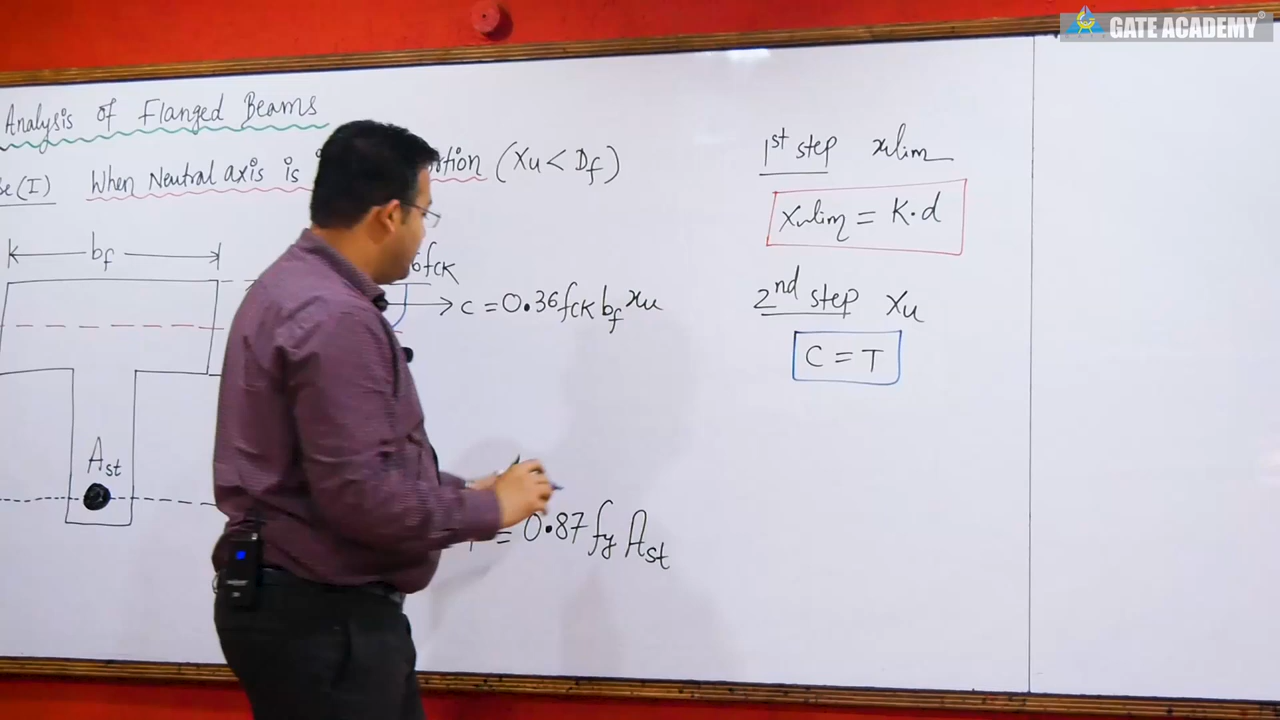 GATE ACADEMY®
Analysis of Flanged Beams
(I) When Neutral axis is (Xu < Df)
bf
fCK
C = 0.36 fCK bf xu
Ast
= 0.87 fy Ast
1st step xulim
Xulim = K·d
2nd step Xu
C = T